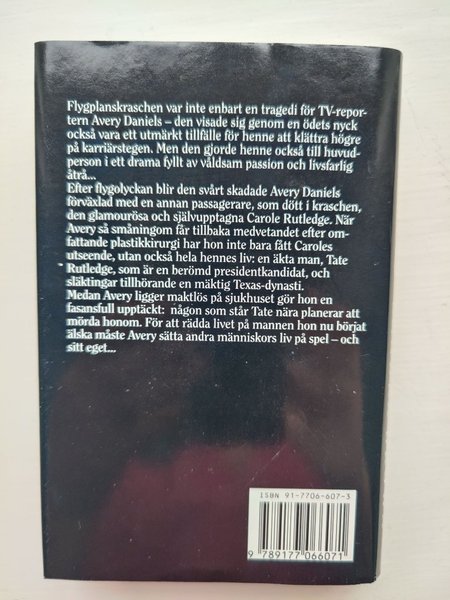 Flygplanskraschen var inte enbart en tragedi för TV-repor-
tern Avery Daniels – den visade sig genom en ödets nyck
också vara ett utmärkt tillfälle för henne att klättra högre
på karriärstegen. Men den gjorde henne också till huvud-
person i ett drama fyllt av våldsam passion och livsfarlig
åtrå...
Efter flygolyckan blir den svårt skadade Avery Daniels
förväxlad med en annan passagerare, som dött i kraschen,
den glamourösa och självupptagna Carole Rutledge. När
Avery så småningom får tillbaka medvetandet efter om-
fattande plastikkirurgi har hon inte bara fått Caroles
utseende, utan också hela hennes liv: en äkta man, Tate
Rutledge, som är en berömd presidentkandidat, och
släktingar tillhörande en mäktig Texas-dynasti.
Medan Avery ligger maktlös på sjukhuset gör hon en
fasansfull upptäckt: någon som står Tate nära planerar att
mörda honom. För att rädda livet på mannen hon nu börjat
älska måste Avery sätta andra människors liv på spel – och
sitt eget...
ISBN 91-7706-607-3
9 789177 066071